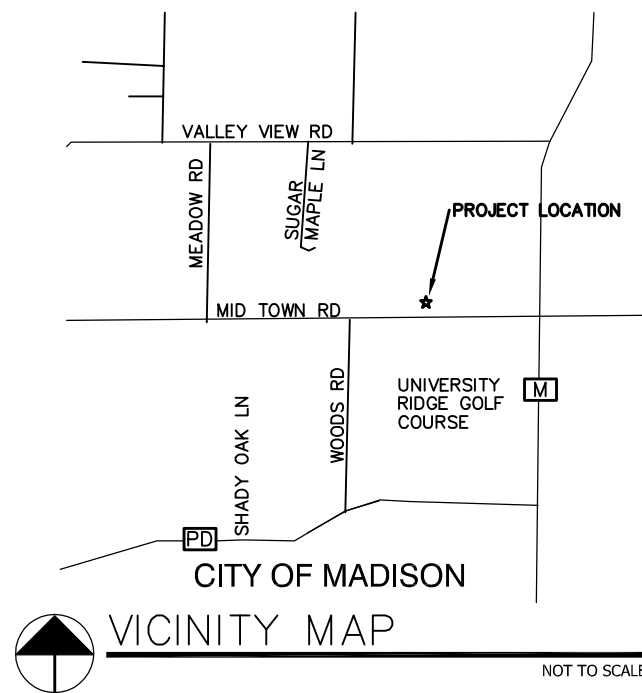 VALLEY VIEW RD
MEADOW RD
SUGAR
MAPLE LN
PROJECT LOCATION
MID TOWN RD
UNIVERSITY
RIDGE GOLF
COURSE
M
WOODS RD
SHADY OAK LN
PD
CITY OF MADISON
VICINITY MAP
NOT TO SCALE